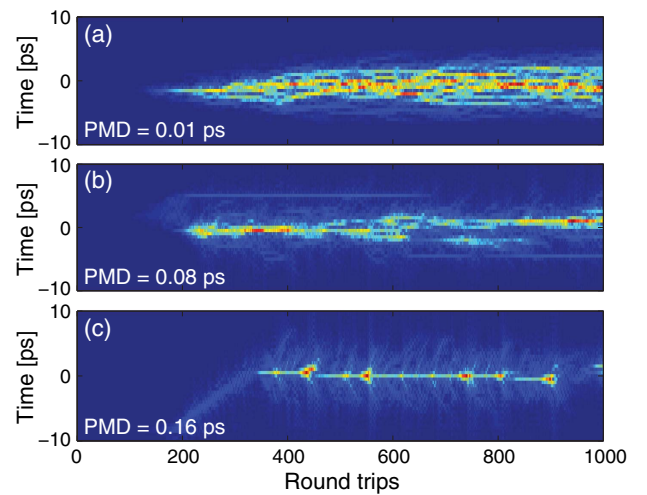 10
(a)
0
Time [ps]
PMD = 0.01 ps
−10
10
(b)
0
Time [ps]
PMD = 0.08 ps
−10
10
(c)
0
Time [ps]
PMD = 0.16 ps
−10
0 200 400 600 800 1000
Round trips